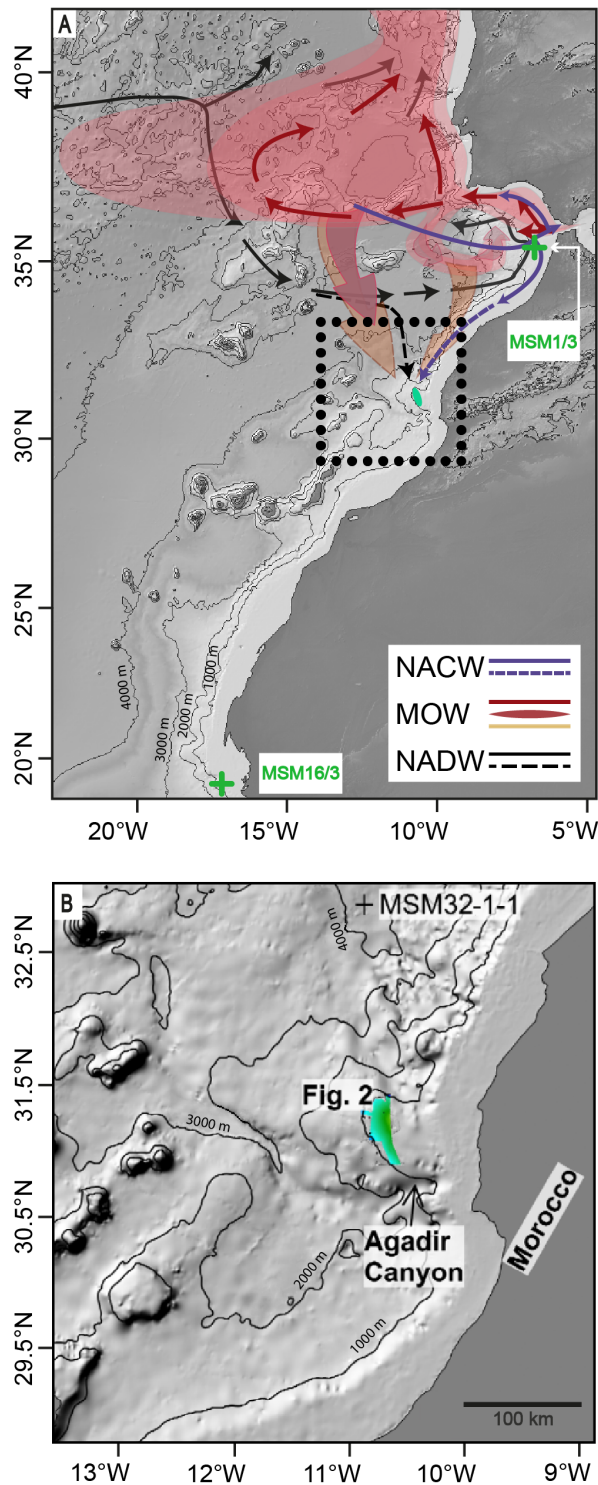 A
40°N
35°N
30°N
25°N
20°N
MSM1/3
4000 m
3000 m
2000 m
1000 m
NACW
MOW
NADW
MSM16/3
20°W
15°W
10°W
5°W
B
MSM32-1-1
4000 m
32.5°N
31.5°N
30.5°N
29.5°N
Fig. 2
3000 m
Agadir
Canyon
Morocco
2000 m
1000 m
100 km
13°W
12°W
11°W
10°W
9°W